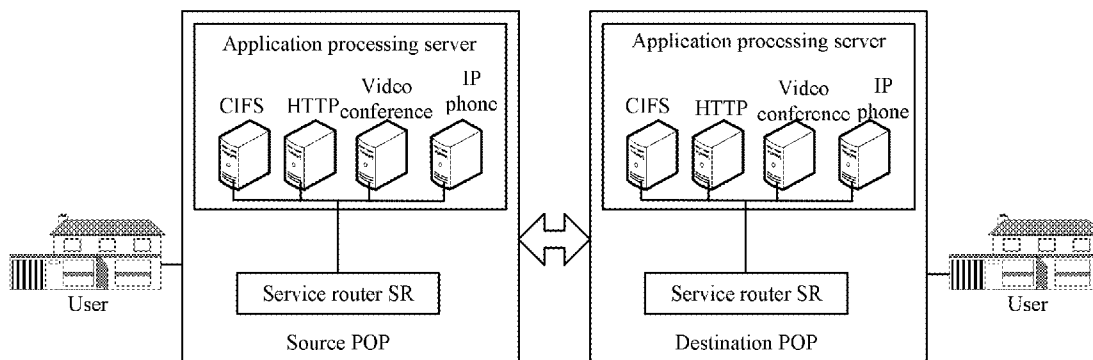 Application processing server
CIFS HTTP Video conference IP phone
Service router SR
Source POP
User
Application processing server
CIFS HTTP Video conference IP phone
Service router SR
Destination POP
User